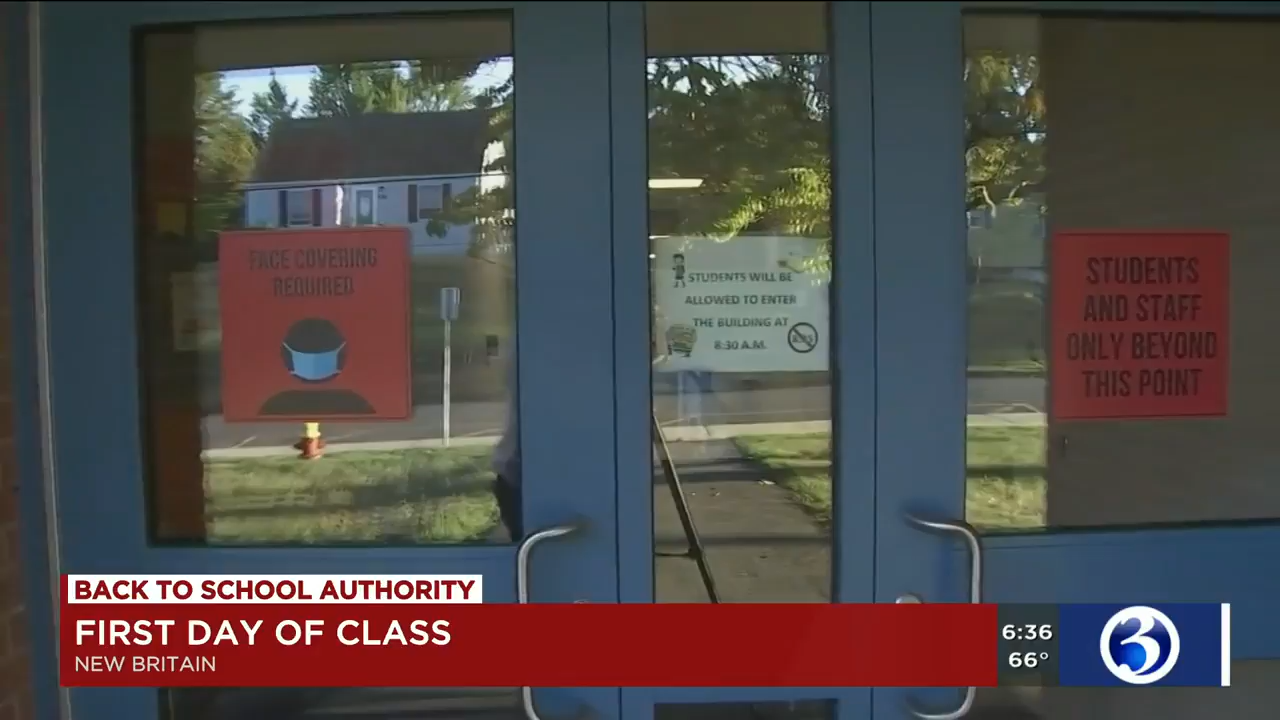 FACE COVERING
REQUIRED
STUDENTS WILL BE
ALLOWED TO ENTER
THE BUILDING AT
8:30 A.M.
STUDENTS
AND STAFF
ONLY BEYOND
THIS POINT
BACK TO SCHOOL AUTHORITY
FIRST DAY OF CLASS
NEW BRITAIN
6:36
66°
3